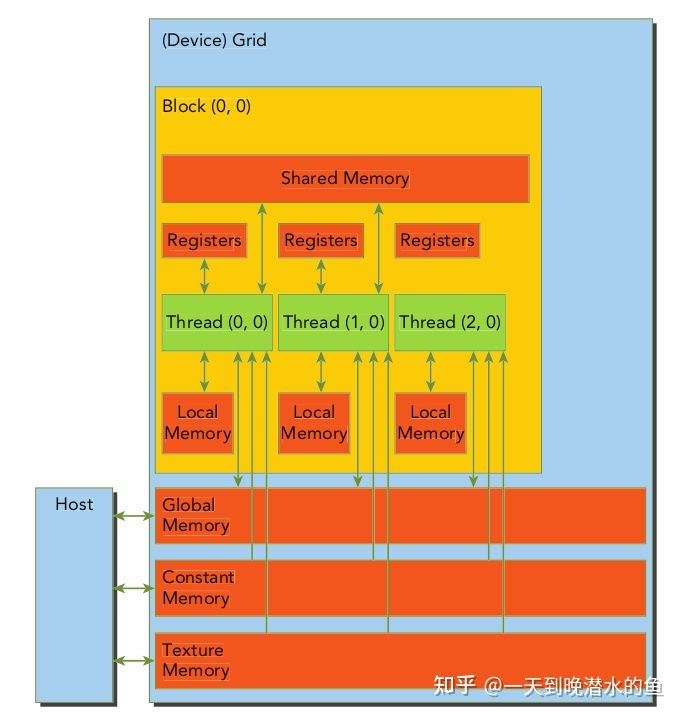 (Device) Grid
Block (0, 0)
Shared Memory
Registers
Registers
Registers
Thread (0, 0)
Thread (1, 0)
Thread (2, 0)
Local
Memory
Local
Memory
Local
Memory
Host
Global
Memory
Constant
Memory
Texture
Memory
知乎 @一天到晚潜水的鱼